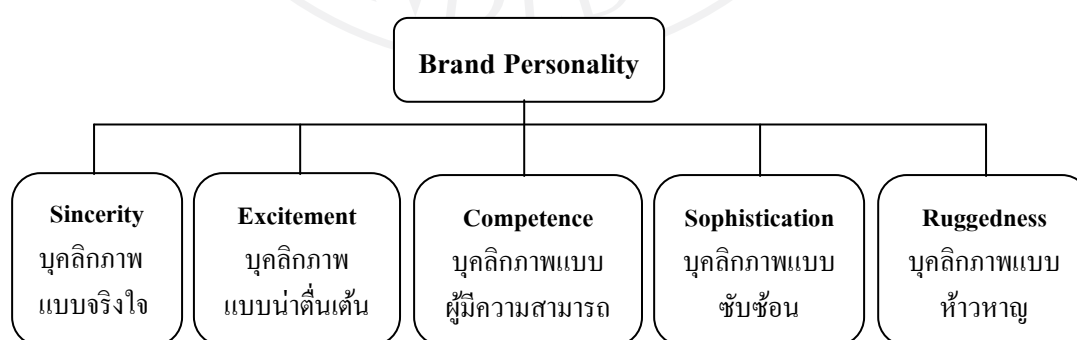 Brand Personality
Sincerity
บุคลิกภาพ
แบบจริงใจ
Excitement
บุคลิกภาพ
แบบน่าตื่นเต้น
Competence
บุคลิกภาพแบบ
ผู้มีความสามารถ
Sophistication
บุคลิกภาพแบบ
ซับซ้อน
Ruggedness
บุคลิกภาพแบบ
ห้าวหาญ